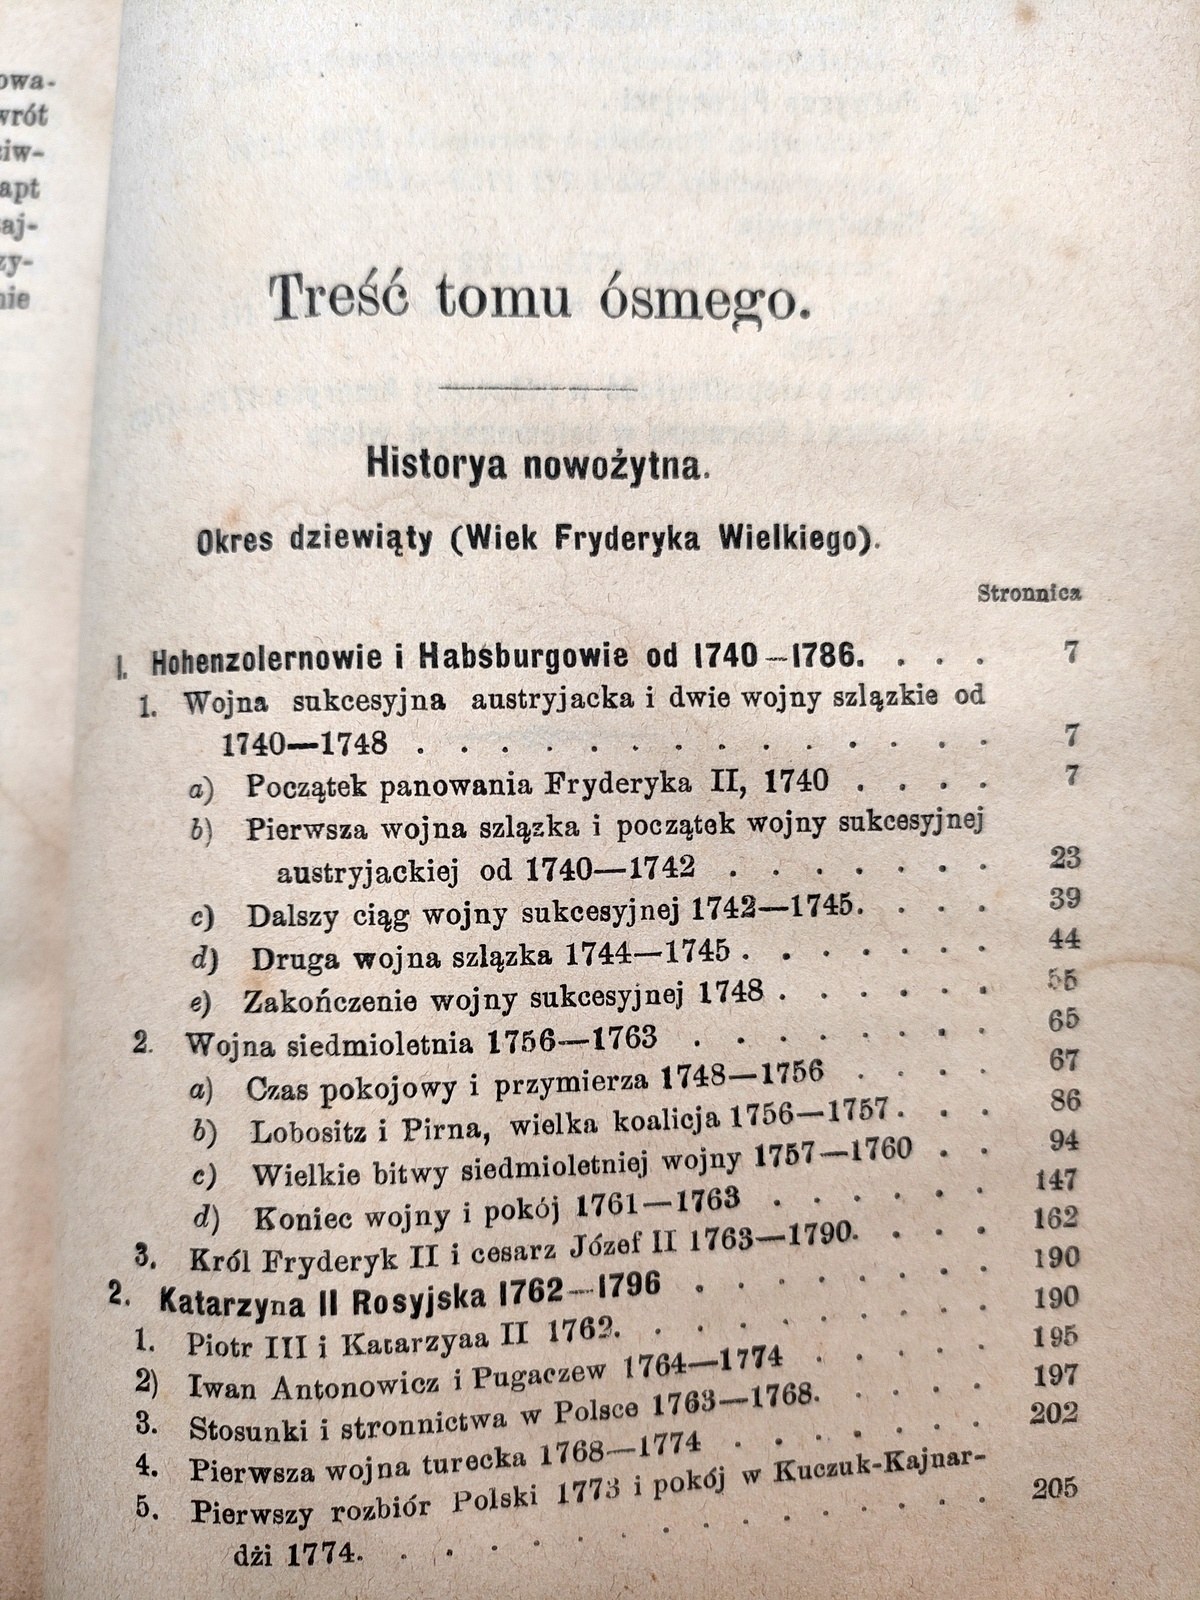 owa-
wrót
ciw-
apt
aj-
zy-
nie
Treść tomu ósmego.
Historya nowożytna.
Okres dziewiąty (Wiek Fryderyka Wielkiego).
Stronnica
I. Hohenzolernowie i Habsburgowie od 1740—1786. . . . 7
1. Wojna sukcesyjna austryjacka i dwie wojny szlązkie od
1740—1748 . . . . . . . . . . . . . . 7
a) Początek panowania Fryderyka II, 1740 . . . . 7
b) Pierwsza wojna szlązka i początek wojny sukcesyjnej
austryjackiej od 1740—1742 . . . . . . . 23
c) Dalszy ciąg wojny sukcesyjnej 1742—1745. . . . 39
d) Druga wojna szlązka 1744—1745 . . . . . . 44
e) Zakończenie wojny sukcesyjnej 1748 . . . . . . 55
2. Wojna siedmioletnia 1756—1763 . . . . . . . 65
a) Czas pokojowy i przymierza 1748—1756 . . . . 67
b) Lobositz i Pirna, wielka koalicja 1756—1757. . . 86
c) Wielkie bitwy siedmioletniej wojny 1757—1760 . . 94
d) Koniec wojny i pokój 1761—1763 . . . . . . 147
3. Król Fryderyk II i cesarz Józef II 1763—1790. . . . 162
2. Katarzyna II Rosyjska 1762—1796 . . . . . . . 190
1. Piotr III i Katarzyaa II 1762. . . . . . . . . 190
2) Iwan Antonowicz i Pugaczew 1764—1774 . . . . . 195
3. Stosunki i stronnictwa w Polsce 1763—1768. . . . . 197
4. Pierwsza wojna turecka 1768—1774 . . . . . . 202
5. Pierwszy rozbiór Polski 1773 i pokój w Kuczuk-Kajnar-
dżi 1774. . . . . . . . . . . . . . . 205